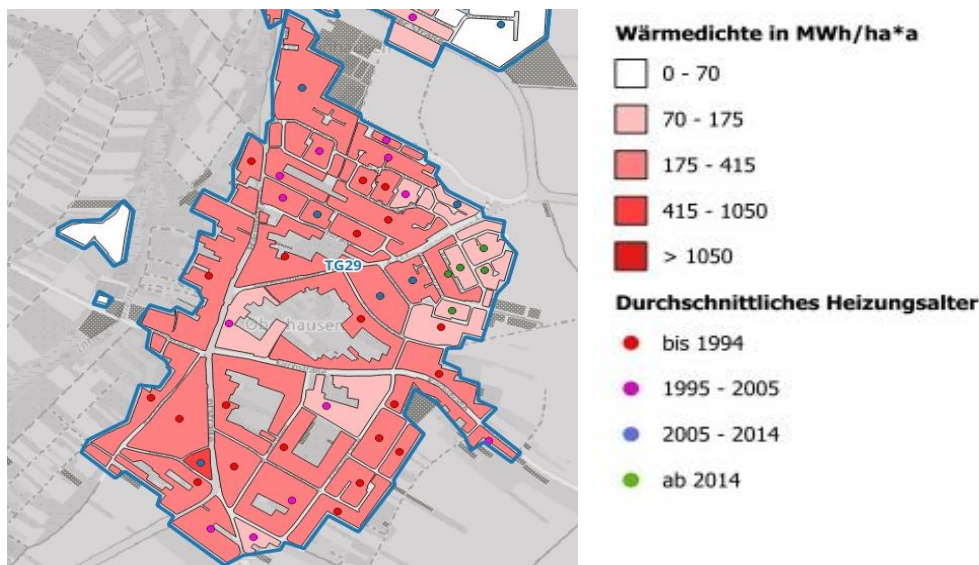 TG29
Wärmedichte in MWh/ha*a
0 - 70
70 - 175
175 - 415
415 - 1050
> 1050
Durchschnittliches Heizungsalter
bis 1994
1995 - 2005
2005 - 2014
ab 2014